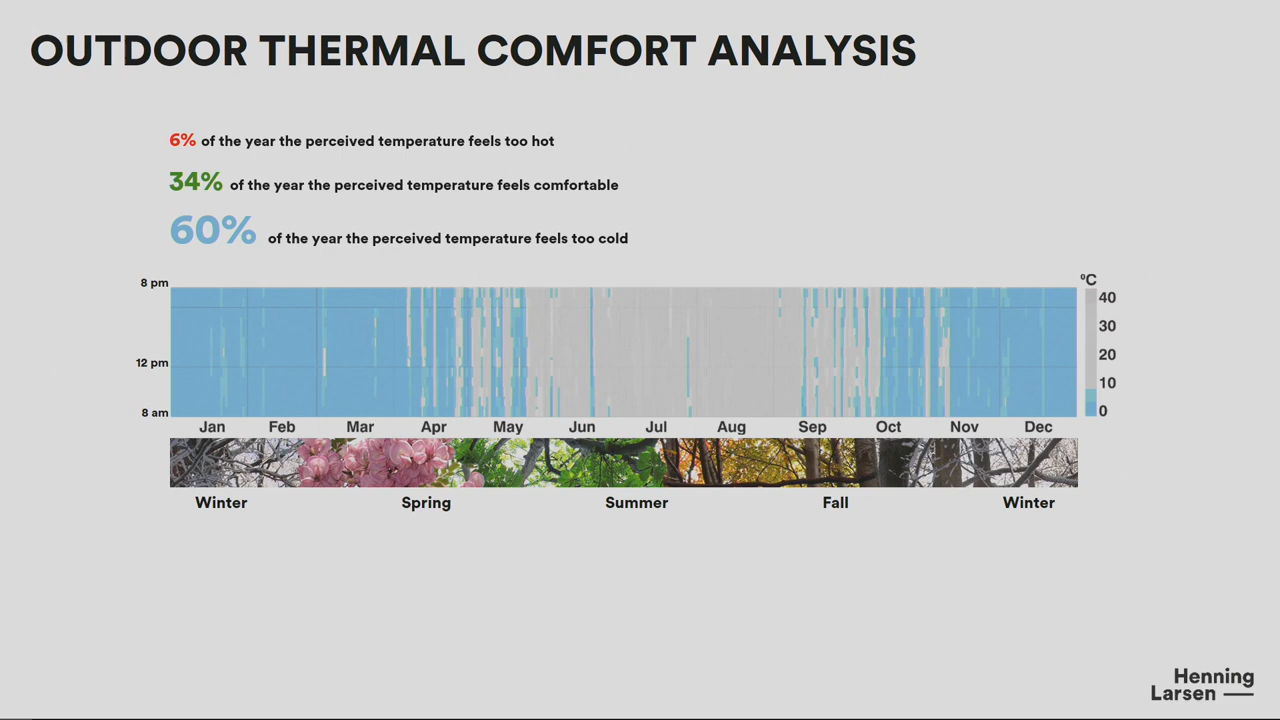 OUTDOOR THERMAL COMFORT ANALYSIS
6% of the year the perceived temperature feels too hot
34% of the year the perceived temperature feels comfortable
60% of the year the perceived temperature feels too cold
8 pm
12 pm
8 am
ºC
40
30
20
10
0
Jan Feb Mar Apr May Jun Jul Aug Sep Oct Nov Dec
Winter Spring Summer Fall Winter
Henning
Larsen